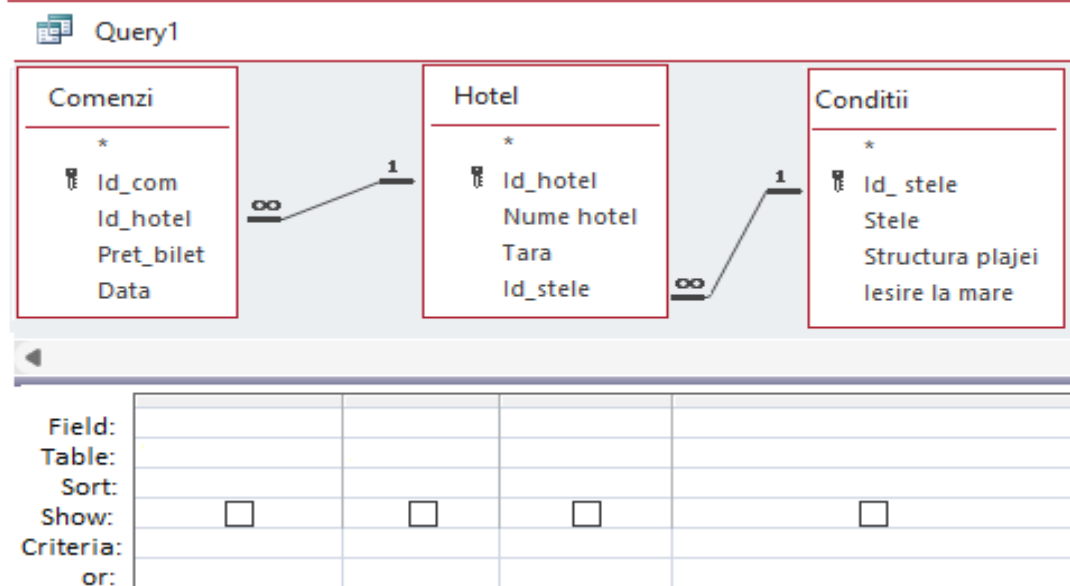 Query1
Comenzi
*
Id_com
Id_hotel
Pret_bilet
Data
∞
1
Hotel
*
Id_hotel
Nume hotel
Tara
Id_stele
∞
1
Conditii
*
Id_ stele
Stele
Structura plajei
Iesire la mare
Field:
Table:
Sort:
Show:
Criteria:
or: